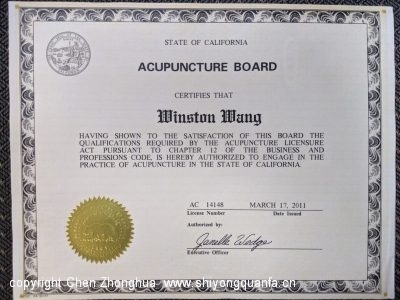 STATE OF CALIFORNIA
ACUPUNCTURE BOARD
CERTIFIES THAT
Winston Wang
HAVING SHOWN TO THE SATISFACTION OF THIS BOARD THE
QUALIFICATIONS REQUIRED BY THE ACUPUNCTURE LICENSURE
ACT PURSUANT TO CHAPTER 12 OF THE BUSINESS AND
PROFESSIONS CODE, IS HEREBY AUTHORIZED TO ENGAGE IN THE
PRACTICE OF ACUPUNCTURE IN THE STATE OF CALIFORNIA.
AC 14148 MARCH 17, 2011
License Number Date Issued
Authorized by:
Janelle Wedge
Executive Officer
copyright Chen Zhonghua www.shiyongquanfa.cn